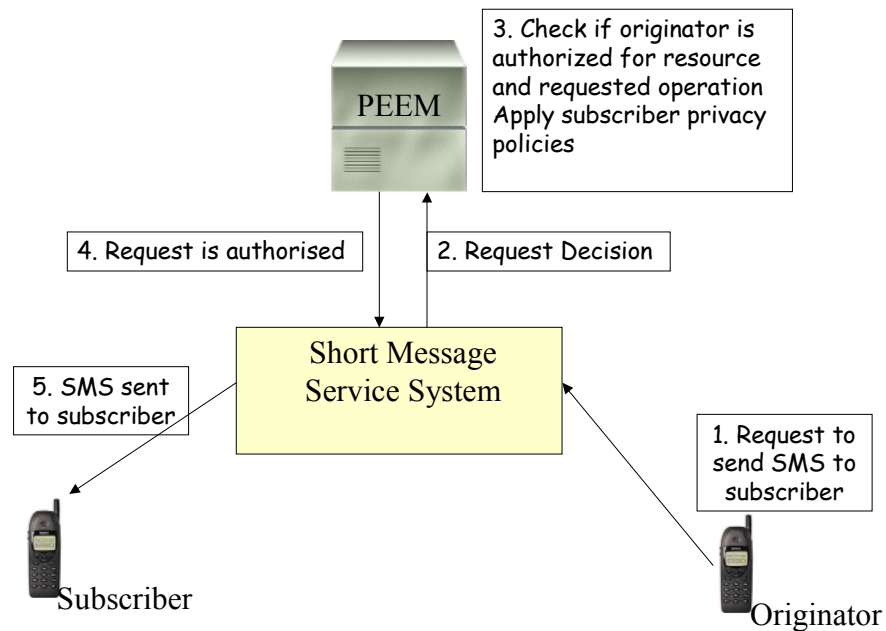 3. Check if originator is
authorized for resource
and requested operation
Apply subscriber privacy
policies
PEEM
4. Request is authorised
2. Request Decision
Short Message
Service System
5. SMS sent
to subscriber
1. Request to
send SMS to
subscriber
Subscriber
Originator